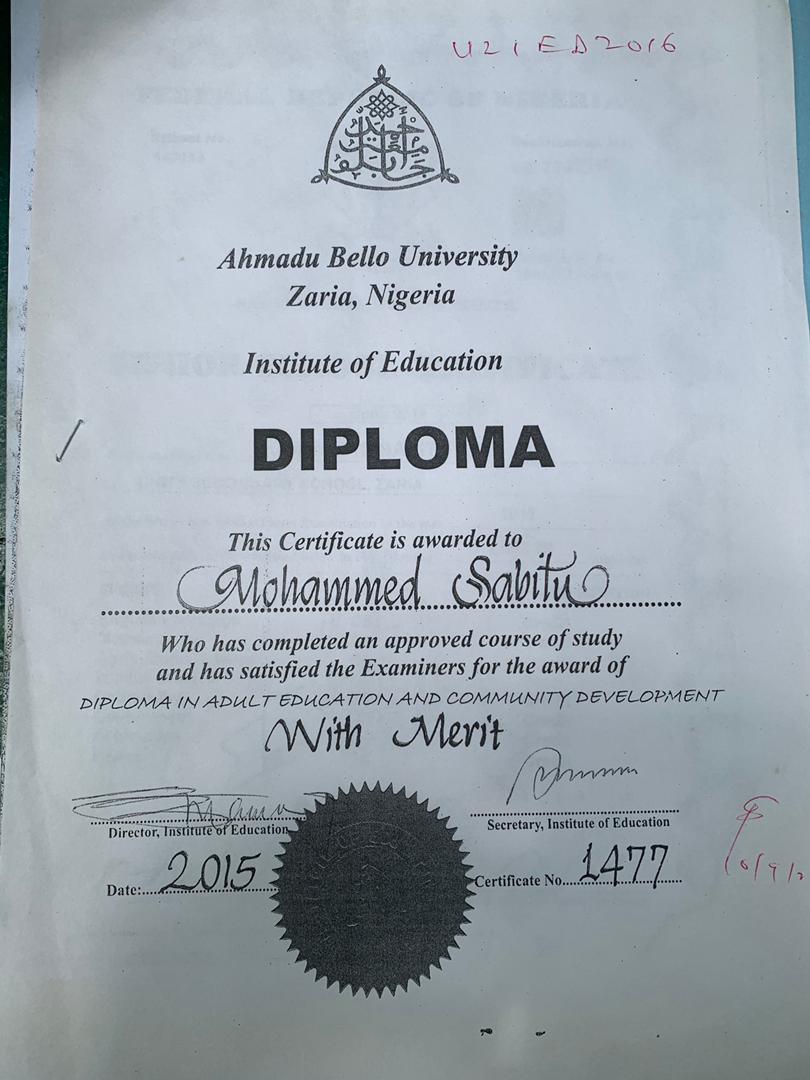 U21ED2016
Ahmadu Bello University
Zaria, Nigeria
Institute of Education
DIPLOMA
This Certificate is awarded to
Mohammed Sabitu
Who has completed an approved course of study
and has satisfied the Examiners for the award of
DIPLOMA IN ADULT EDUCATION AND COMMUNITY DEVELOPMENT
With Merit
Director, Institute of Education
Secretary, Institute of Education
Date:....2015
Certificate No....1477